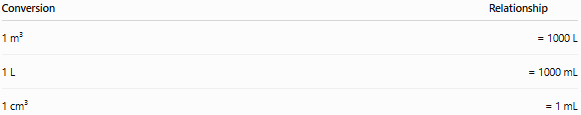 Conversion Relationship
1 m³ = 1000 L
1 L = 1000 mL
1 cm³ = 1 mL